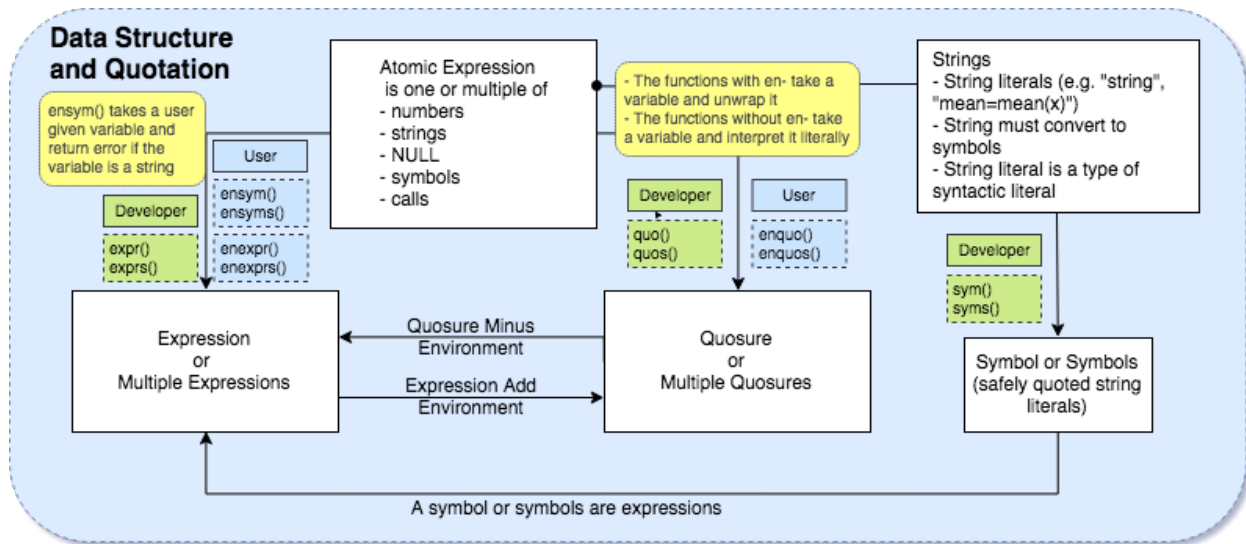 Data Structure
and Quotation
ensym() takes a user
given variable and
return error if the
variable is a string
User
ensym()
ensyms()
enexpr()
enexprs()
Developer
expr()
exprs()
Atomic Expression
is one or multiple of
- numbers
- strings
- NULL
- symbols
- calls
- The functions with en- take a
variable and unwrap it
- The functions without en- take
a variable and interpret it literally
Developer
quo()
quos()
User
enquo()
enquos()
Strings
- String literals (e.g. "string",
"mean=mean(x)")
- String must convert to
symbols
- String literal is a type of
syntactic literal
Developer
sym()
syms()
Expression
or
Multiple Expressions
Quosure Minus
Environment
Expression Add
Environment
Quosure
or
Multiple Quosures
Symbol or Symbols
(safely quoted string
literals)
A symbol or symbols are expressions